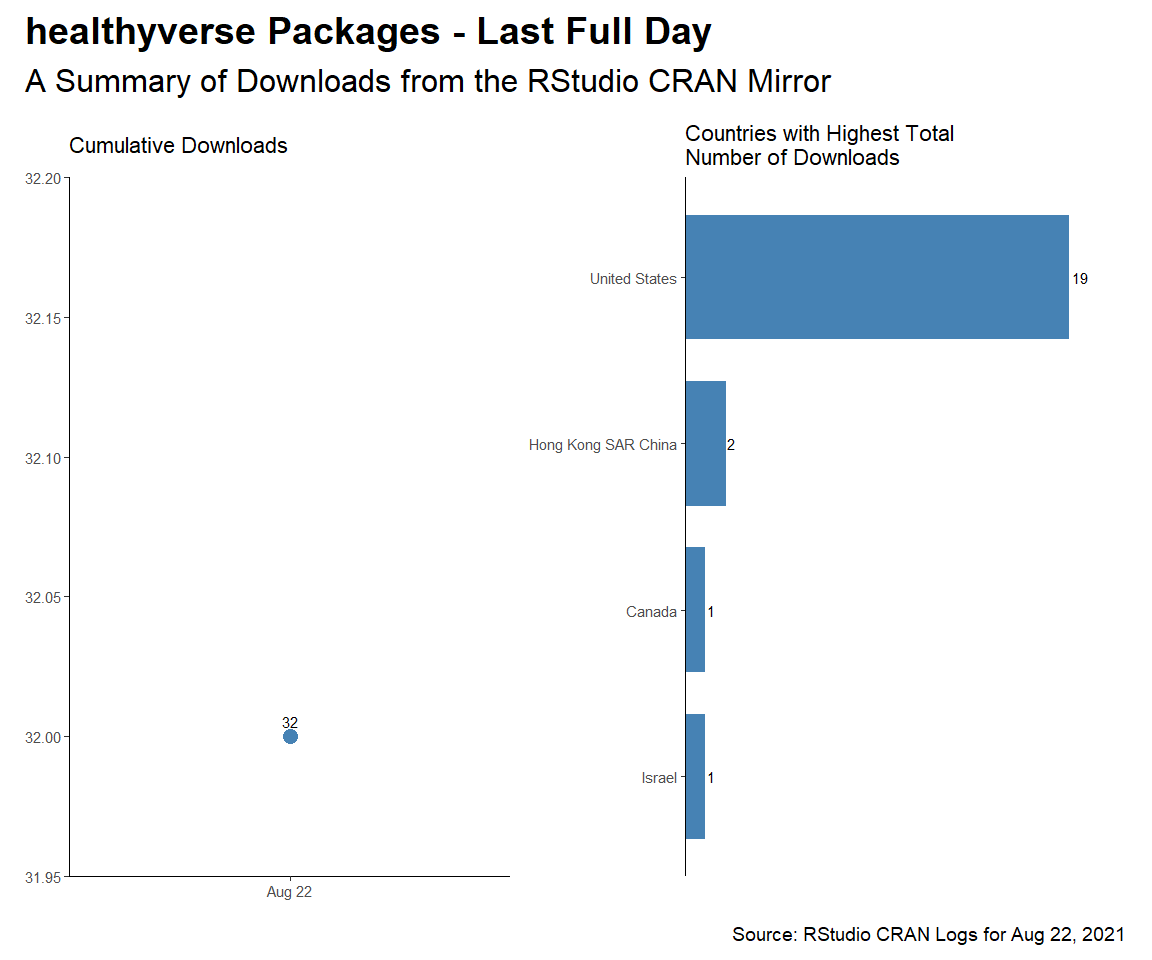 healthyverse Packages - Last Full Day
A Summary of Downloads from the RStudio CRAN Mirror
Cumulative Downloads
32.20
32.15
32.10
32.05
32.00
31.95
32
Aug 22
Countries with Highest Total
Number of Downloads
United States
19
Hong Kong SAR China
2
Canada
1
Israel
1
Source: RStudio CRAN Logs for Aug 22, 2021